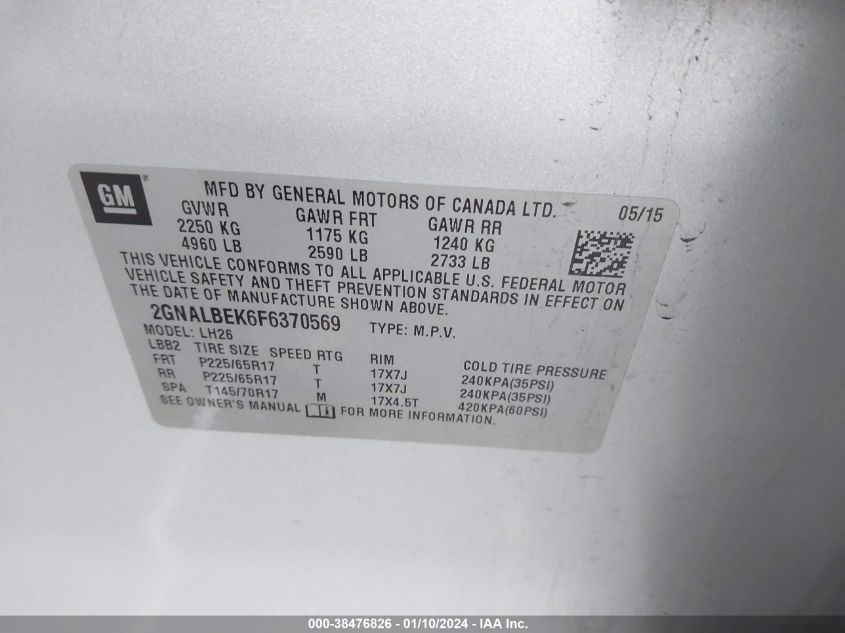 GM ® MFD BY GENERAL MOTORS OF CANADA LTD. 05/15
GVWR GAWR FRT GAWR RR
2250 KG 1175 KG 1240 KG
4960 LB 2590 LB 2733 LB
THIS VEHICLE CONFORMS TO ALL APPLICABLE U.S. FEDERAL MOTOR
VEHICLE SAFETY AND THEFT PREVENTION STANDARDS IN EFFECT ON
THE DATE OF MANUFACTURE SHOWN ABOVE.
2GNALBEK6F6370569 TYPE: M.P.V.
MODEL: LH26
LBB2 TIRE SIZE SPEED RTG RIM COLD TIRE PRESSURE
FRT P225/65R17 T 17X7J 240KPA(35PSI)
RR P225/65R17 T 17X7J 240KPA(35PSI)
SPA T145/70R17 M 17X4.5T 420KPA(60PSI)
SEE OWNER'S MANUAL i FOR MORE INFORMATION.
000-38476826 - 01/10/2024 - IAA Inc.